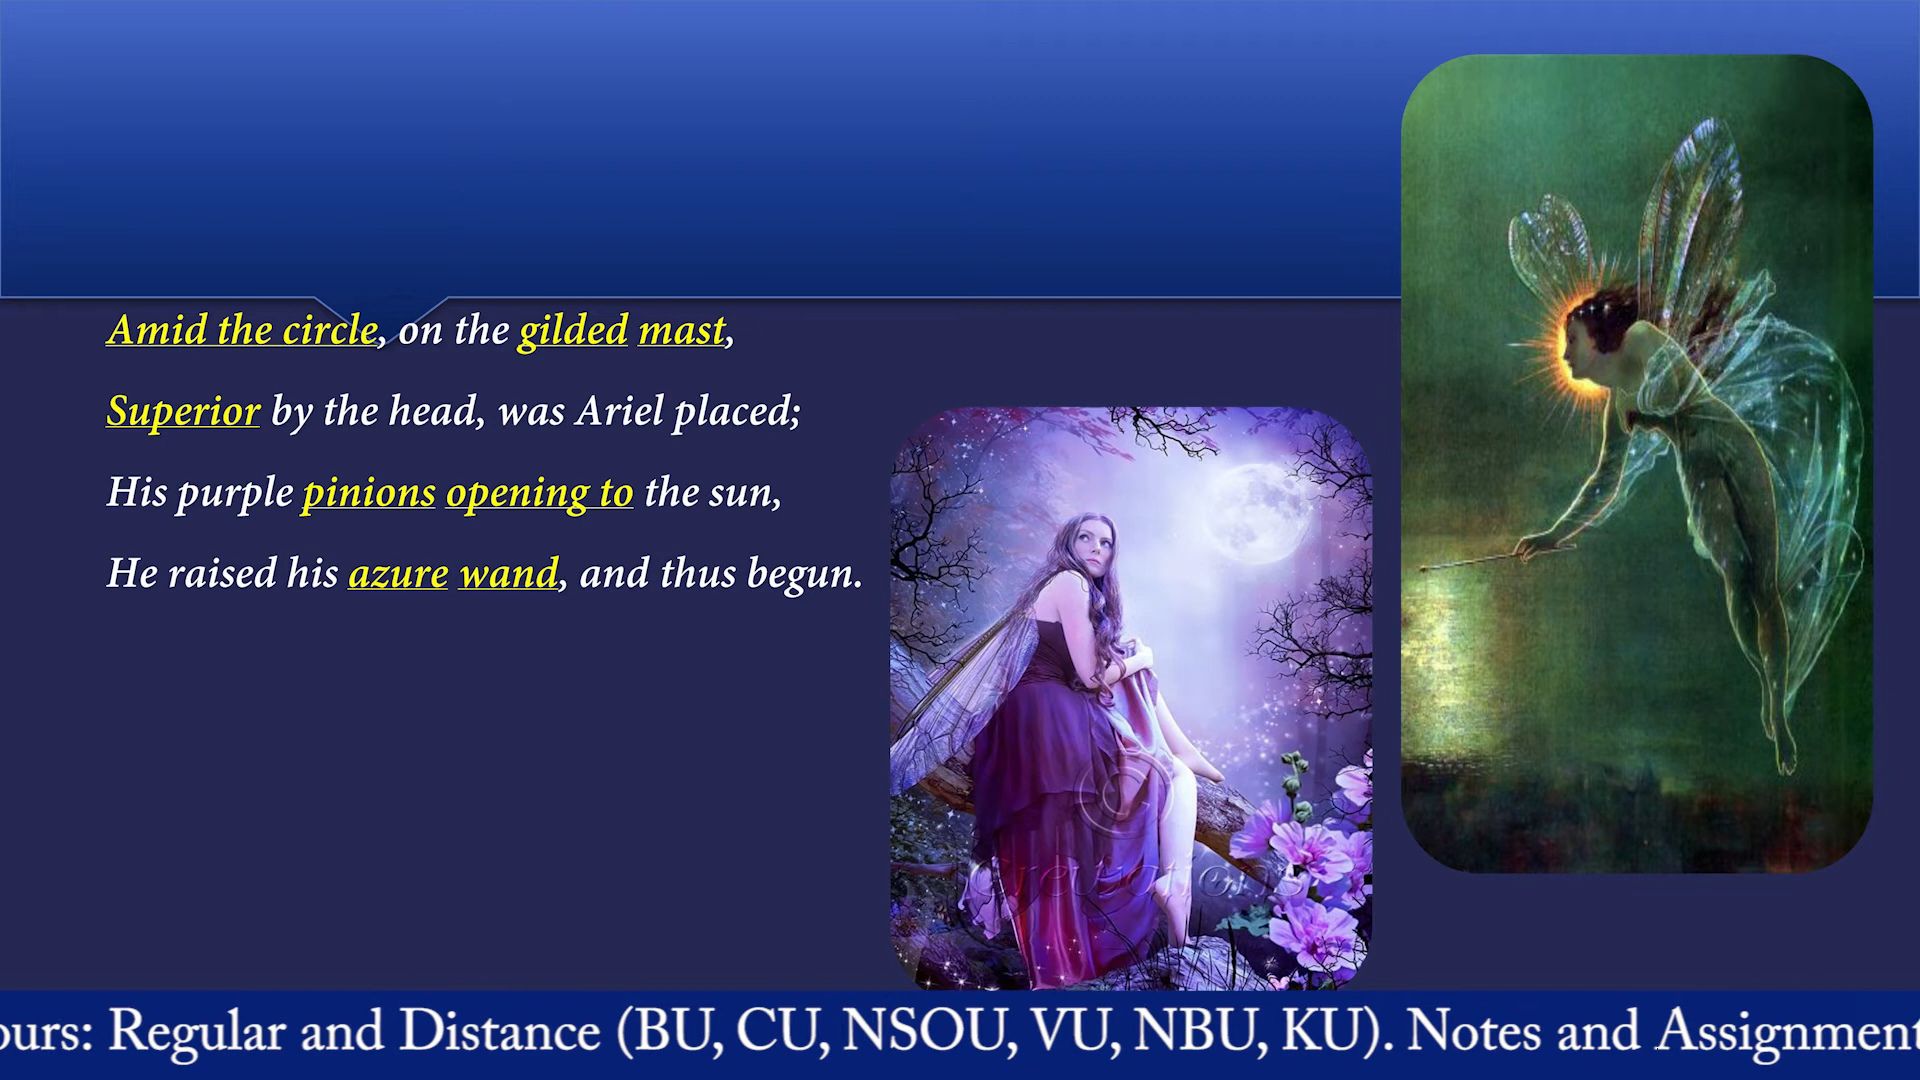 Amid the circle, on the gilded mast,
Superior by the head, was Ariel placed;
His purple pinions opening to the sun,
He raised his azure wand, and thus begun.
ours: Regular and Distance (BU, CU, NSOU, VU, NBU, KU). Notes and Assignment